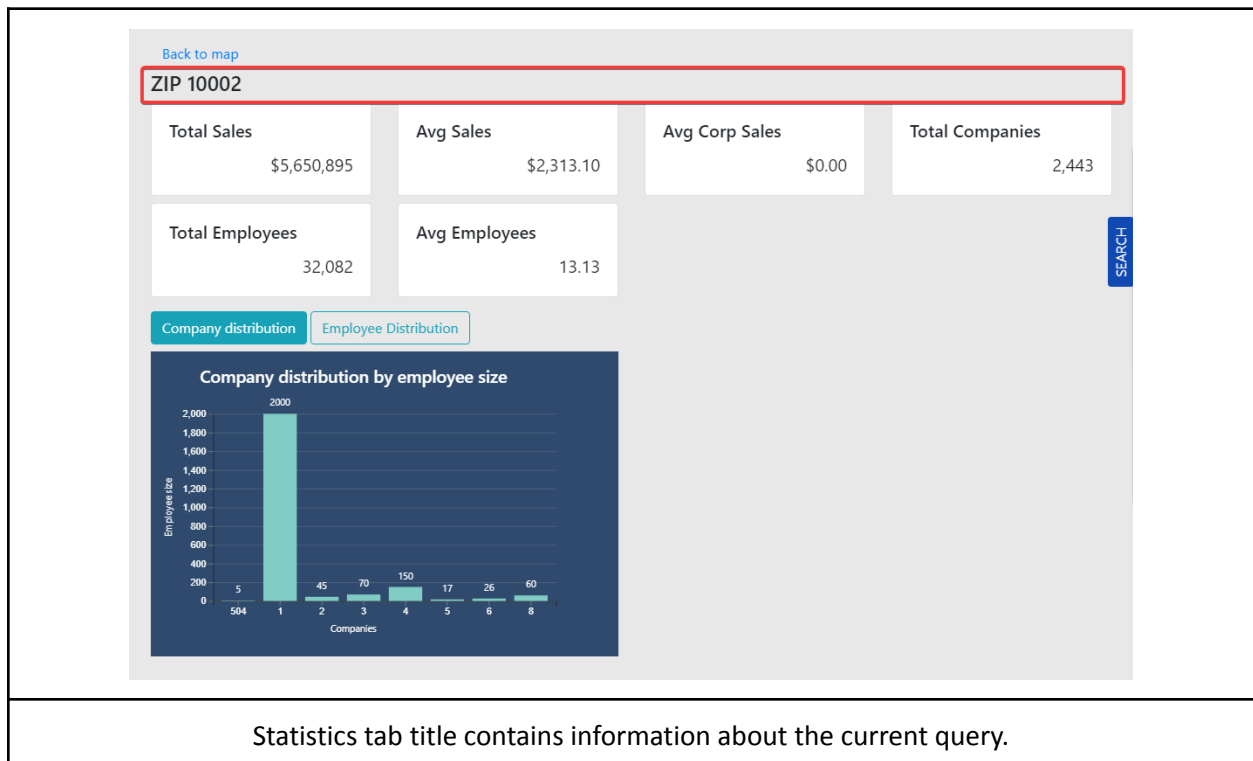 Back to map
ZIP 10002
Total Sales
$5,650,895
Avg Sales
$2,313.10
Avg Corp Sales
$0.00
Total Companies
2,443
Total Employees
32,082
Avg Employees
13.13
SEARCH
Company distribution
Employee Distribution
Company distribution by employee size
2000
2,000
1,800
1,600
1,400
1,200
1,000
800
600
400
200
0
Employee size
5
45
70
150
17
26
60
504 1 2 3 4 5 6 8
Companies
Statistics tab title contains information about the current query.